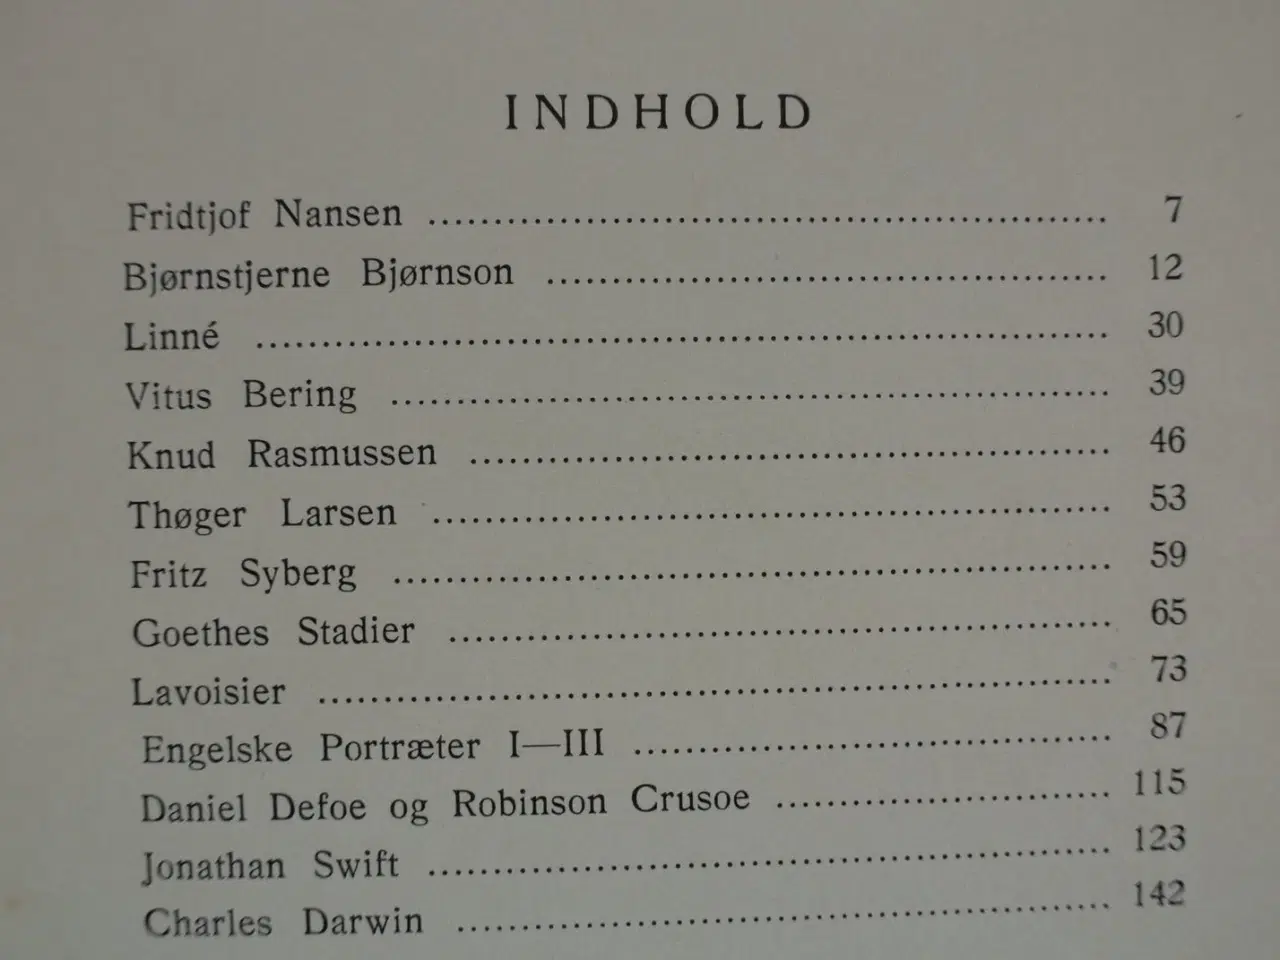 INDHOLD
Fridtjof Nansen ........................................................ 7
Bjørnstjerne Bjørnson ............................................... 12
Linné ..................................................................... 30
Vitus Bering ............................................................ 39
Knud Rasmussen ...................................................... 46
Thøger Larsen ......................................................... 53
Fritz Syberg ............................................................ 59
Goethes Stadier ....................................................... 65
Lavoisier ................................................................ 73
Engelske Portræter I—III .......................................... 87
Daniel Defoe og Robinson Crusoe .............................. 115
Jonathan Swift ........................................................ 123
Charles Darwin ....................................................... 142